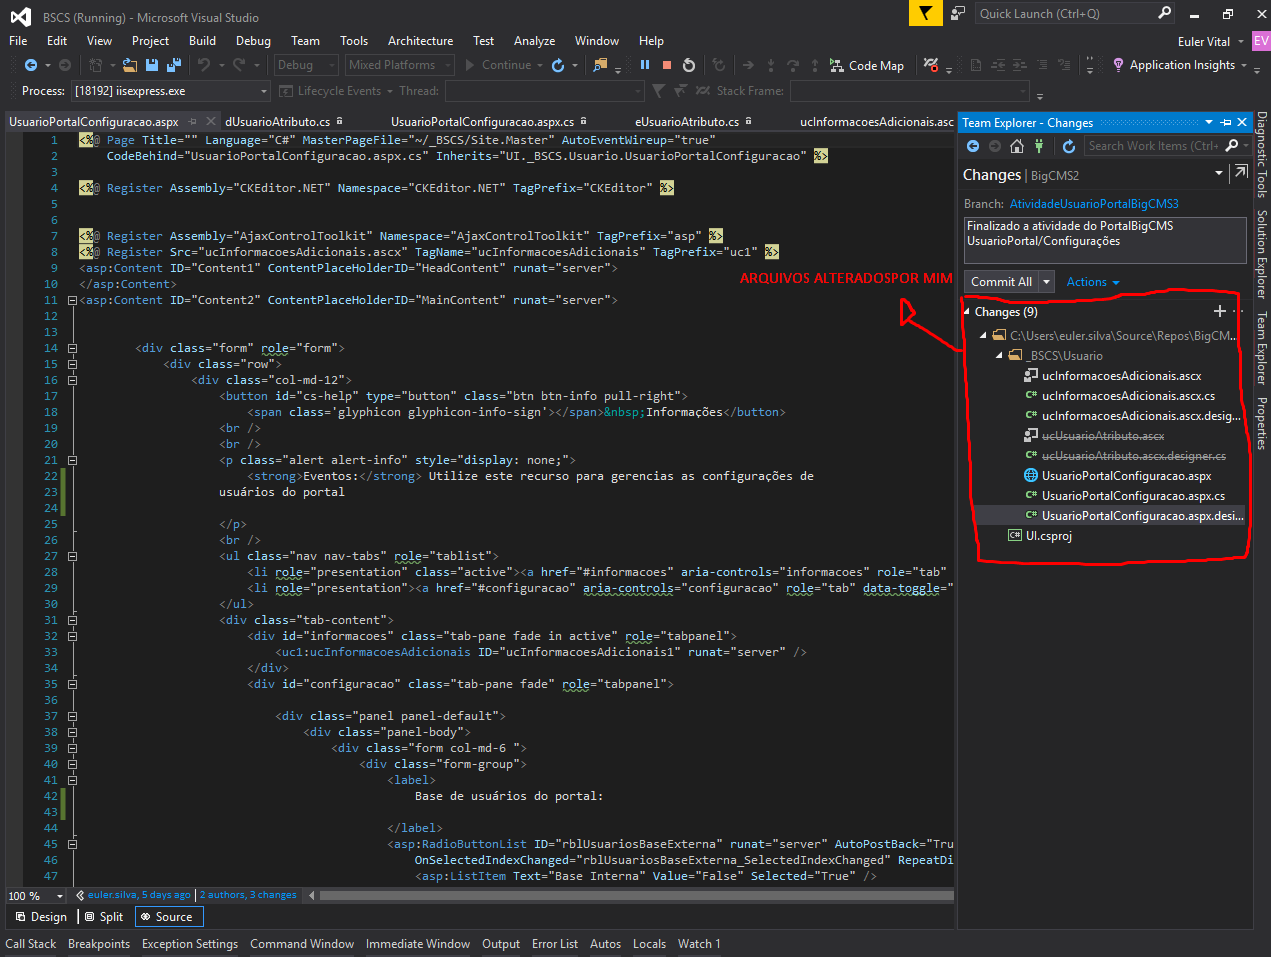 BSCS (Running) - Microsoft Visual Studio
Quick Launch (Ctrl+Q)
File Edit View Project Build Debug Team Tools Architecture Test Analyze Window Help
Euler Vital EV
Debug Mixed Platforms Continue Code Map Application Insights
Process: [18192] iisexpress.exe Lifecycle Events Thread: Stack Frame:
UsuarioPortalConfiguracao.aspx dUsuarioAtributo.cs UsuarioPortalConfiguracao.aspx.cs eUsuarioAtributo.cs ucInformacoesAdicionais.asc
1 <%@ Page Title="" Language="C#" MasterPageFile="~/_BSCS/Site.Master" AutoEventWireup="true"
2 CodeBehind="UsuarioPortalConfiguracao.aspx.cs" Inherits="UI._BSCS.Usuario.UsuarioPortalConfiguracao" %>
3
4 <%@ Register Assembly="CKEditor.NET" Namespace="CKEditor.NET" TagPrefix="CKEditor" %>
5
6
7 <%@ Register Assembly="AjaxControlToolkit" Namespace="AjaxControlToolkit" TagPrefix="asp" %>
8 <%@ Register Src="ucInformacoesAdicionais.ascx" TagName="ucInformacoesAdicionais" TagPrefix="uc1" %>
9 <asp:Content ID="Content1" ContentPlaceHolderID="HeadContent" runat="server">
10 </asp:Content>
11 <asp:Content ID="Content2" ContentPlaceHolderID="MainContent" runat="server">
12
13
14 <div class="form" role="form">
15 <div class="row">
16 <div class="col-md-12">
17 <button id="cs-help" type="button" class="btn btn-info pull-right">
18 <span class='glyphicon glyphicon-info-sign'></span>&nbsp;Informações</button>
19 <br />
20 <br />
21 <p class="alert alert-info" style="display: none;">
22 <strong>Eventos:</strong> Utilize este recurso para gerencias as configurações de
23 usuários do portal
24
25 </p>
26 <br />
27 <ul class="nav nav-tabs" role="tablist">
28 <li role="presentation" class="active"><a href="#informacoes" aria-controls="informacoes" role="tab"
29 <li role="presentation"><a href="#configuracao" aria-controls="configuracao" role="tab" data-toggle="
30 </ul>
31 <div class="tab-content">
32 <div id="informacoes" class="tab-pane fade in active" role="tabpanel">
33 <uc1:ucInformacoesAdicionais ID="ucInformacoesAdicionais1" runat="server" />
34 </div>
35 <div id="configuracao" class="tab-pane fade" role="tabpanel">
36
37 <div class="panel panel-default">
38 <div class="panel-body">
39 <div class="form col-md-6 ">
40 <div class="form-group">
41 <label>
42 Base de usuários do portal:
43
44 </label>
45 <asp:RadioButtonList ID="rblUsuariosBaseExterna" runat="server" AutoPostBack="Tru
46 OnSelectedIndexChanged="rblUsuariosBaseExterna_SelectedIndexChanged" RepeatDi
47 <asp:ListItem Text="Base Interna" Value="False" Selected="True" />
100 % euler.silva, 5 days ago | 2 authors, 3 changes
Design Split Source
ARQUIVOS ALTERADOSPOR MIM
Team Explorer - Changes
Search Work Items (Ctrl+
Changes | BigCMS2
Branch: AtividadeUsuarioPortalBigCMS3
Finalizado a atividade do PortalBigCMS
UsuarioPortal/Configurações
Commit All Actions
Changes (9)
C:\Users\euler.silva\Source\Repos\BigCM...
_BSCS\Usuario
ucInformacoesAdicionais.ascx
C# ucInformacoesAdicionais.ascx.cs
C# ucInformacoesAdicionais.ascx.desig...
ucUsuarioAtributo.ascx
C# ucUsuarioAtributo.ascx.designer.cs
UsuarioPortalConfiguracao.aspx
C# UsuarioPortalConfiguracao.aspx.cs
C# UsuarioPortalConfiguracao.aspx.desi...
C# UI.csproj
Diagnostic Tools
Solution Explorer
Team Explorer
Properties
Call Stack Breakpoints Exception Settings Command Window Immediate Window Output Error List Autos Locals Watch 1